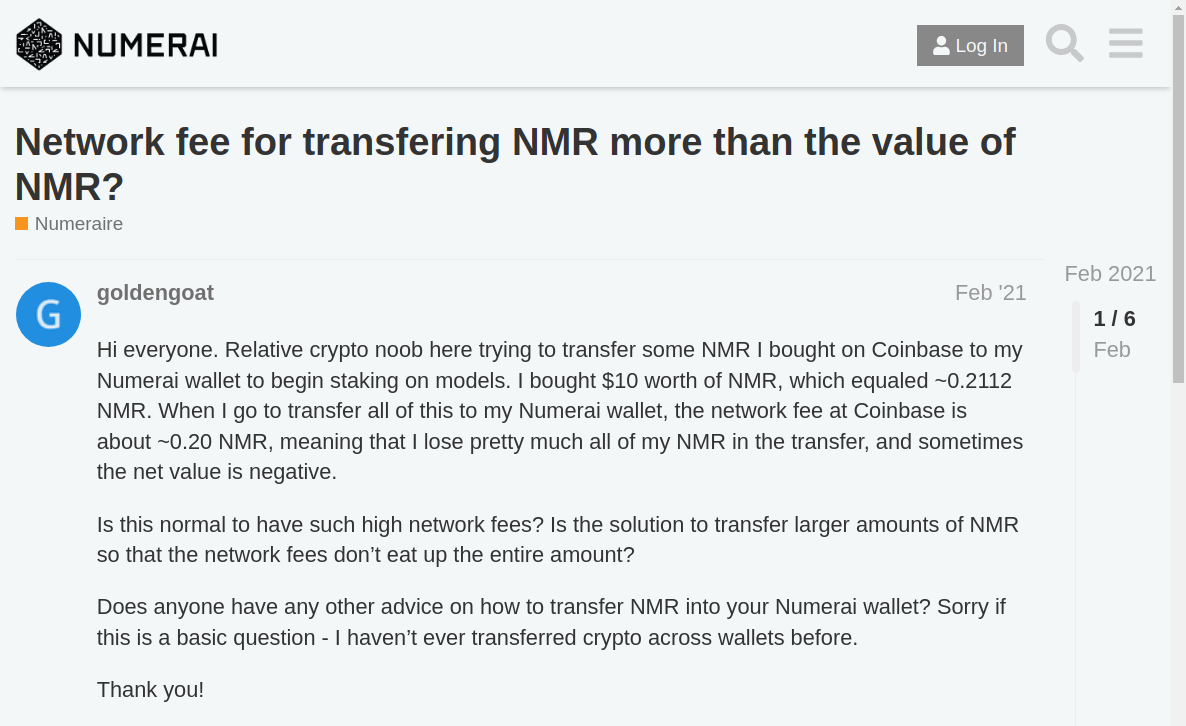 NUMERAI
Log In
Network fee for transfering NMR more than the value of
NMR?
Numeraire
G
goldengoat
Feb '21
Hi everyone. Relative crypto noob here trying to transfer some NMR I bought on Coinbase to my
Numerai wallet to begin staking on models. I bought $10 worth of NMR, which equaled ~0.2112
NMR. When I go to transfer all of this to my Numerai wallet, the network fee at Coinbase is
about ~0.20 NMR, meaning that I lose pretty much all of my NMR in the transfer, and sometimes
the net value is negative.
Is this normal to have such high network fees? Is the solution to transfer larger amounts of NMR
so that the network fees don’t eat up the entire amount?
Does anyone have any other advice on how to transfer NMR into your Numerai wallet? Sorry if
this is a basic question - I haven’t ever transferred crypto across wallets before.
Thank you!
Feb 2021
1 / 6
Feb